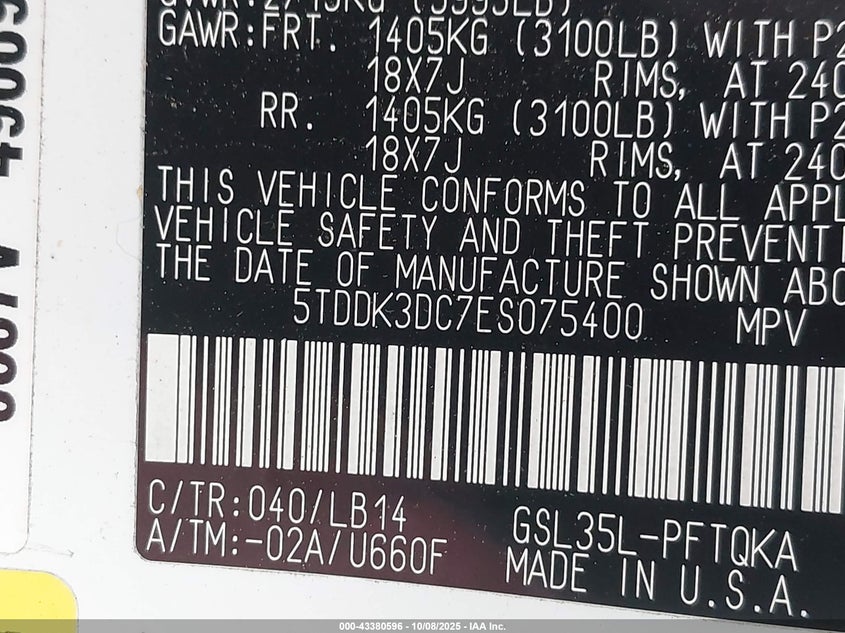 GAWR:FRT. 1405KG (3100LB) WITH P2
18X7J RIMS, AT 240
RR. 1405KG (3100LB) WITH P2
18X7J RIMS, AT 240
THIS VEHICLE CONFORMS TO ALL APPL
VEHICLE SAFETY AND THEFT PREVENTI
THE DATE OF MANUFACTURE SHOWN ABO
5TDDK3DC7ES075400 MPV
C/TR:040/LB14
A/TM:-02A/U660F
GSL35L-PFTQKA
MADE IN U.S.A.
000-43380596 - 10/08/2025 - IAA Inc.